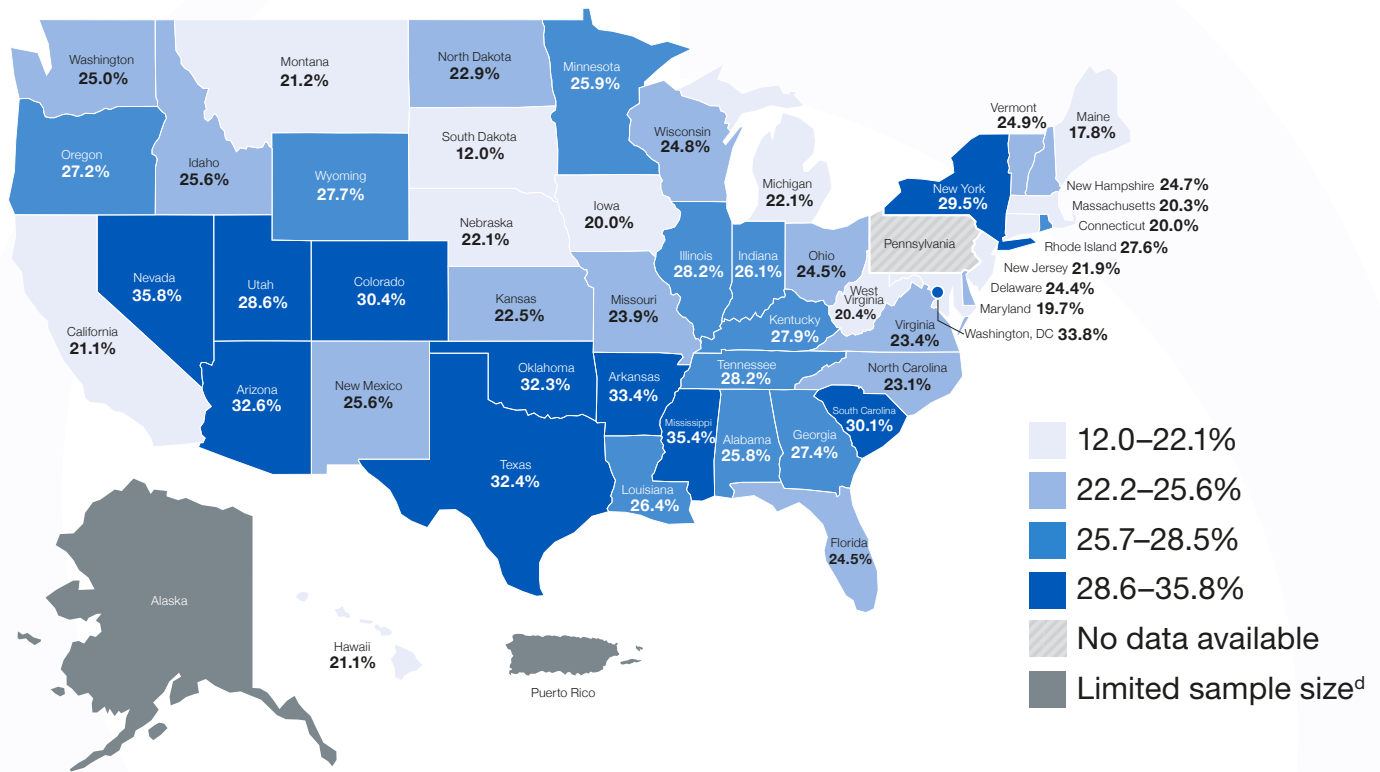 Washington
25.0%
Montana
21.2%
North Dakota
22.9%
Minnesota
25.9%
Oregon
27.2%
Idaho
25.6%
Wyoming
27.7%
South Dakota
12.0%
Wisconsin
24.8%
Michigan
22.1%
Vermont
24.9%
Maine
17.8%
New York
29.5%
New Hampshire 24.7%
Massachusetts 20.3%
Connecticut 20.0%
Rhode Island 27.6%
New Jersey 21.9%
Delaware 24.4%
Maryland 19.7%
Washington, DC 33.8%
Nebraska
22.1%
Iowa
20.0%
Pennsylvania
Nevada
35.8%
Utah
28.6%
Colorado
30.4%
Illinois
28.2%
Indiana
26.1%
Ohio
24.5%
West
Virginia
20.4%
California
21.1%
Kansas
22.5%
Missouri
23.9%
Kentucky
27.9%
Virginia
23.4%
Arizona
32.6%
New Mexico
25.6%
Oklahoma
32.3%
Arkansas
33.4%
Tennessee
28.2%
North Carolina
23.1%
Mississippi
35.4%
Alabama
25.8%
Georgia
27.4%
South Carolina
30.1%
Texas
32.4%
Louisiana
26.4%
Florida
24.5%
Alaska
Hawaii
21.1%
Puerto Rico
12.0–22.1%
22.2–25.6%
25.7–28.5%
28.6–35.8%
No data available
Limited sample sizeᵈ